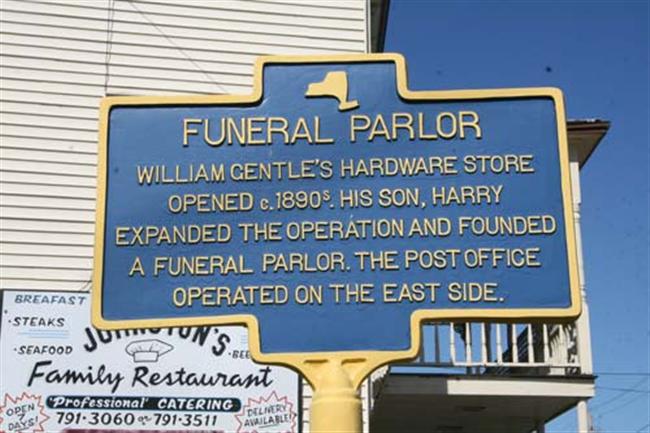 FUNERAL PARLOR
WILLIAM GENTLE'S HARDWARE STORE
OPENED c.1890s. HIS SON, HARRY
EXPANDED THE OPERATION AND FOUNDED
A FUNERAL PARLOR. THE POST OFFICE
OPERATED ON THE EAST SIDE.
BREAKFAST
• STEAKS
• SEAFOOD
JOHNSTON'S
Family Restaurant
"Professional" CATERING
791-3060 or 791-3511
OPEN
7
DAYS!
DELIVERY
AVAILABLE!